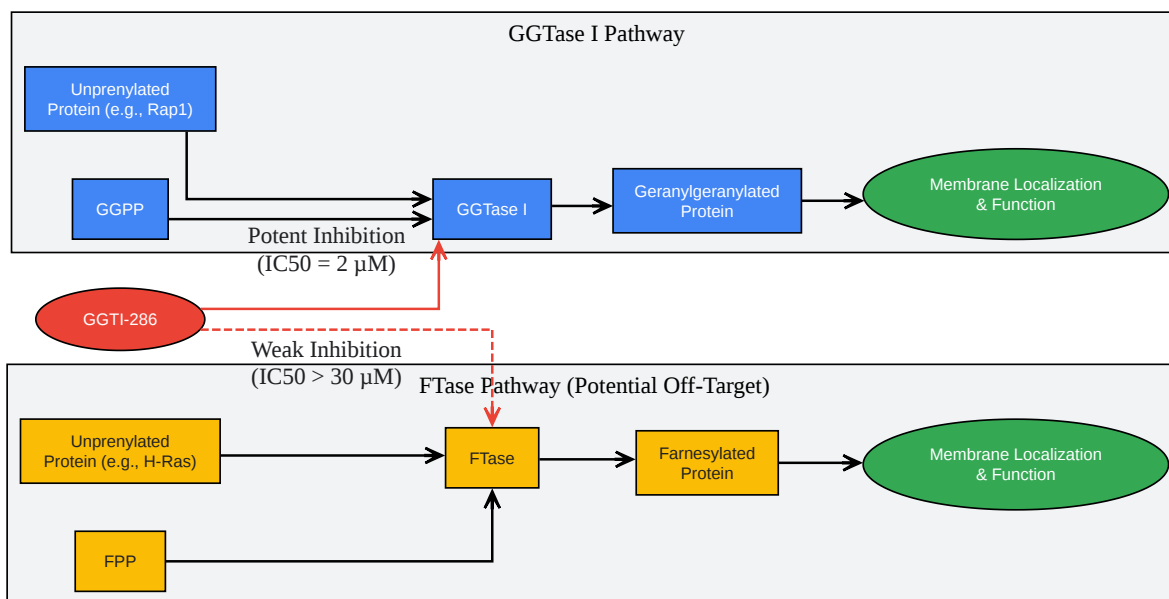 GGTase I Pathway
Unprenylated
Protein (e.g., Rap1)
GGPP
GGTase I
Geranylgeranylated
Protein
Membrane Localization
& Function
Potent Inhibition
(IC50 = 2 µM)
GGTI-286
Weak Inhibition
(IC50 > 30 µM)
FTase Pathway (Potential Off-Target)
Unprenylated
Protein (e.g., H-Ras)
FTase
Farnesylated
Protein
Membrane Localization
& Function
FPP